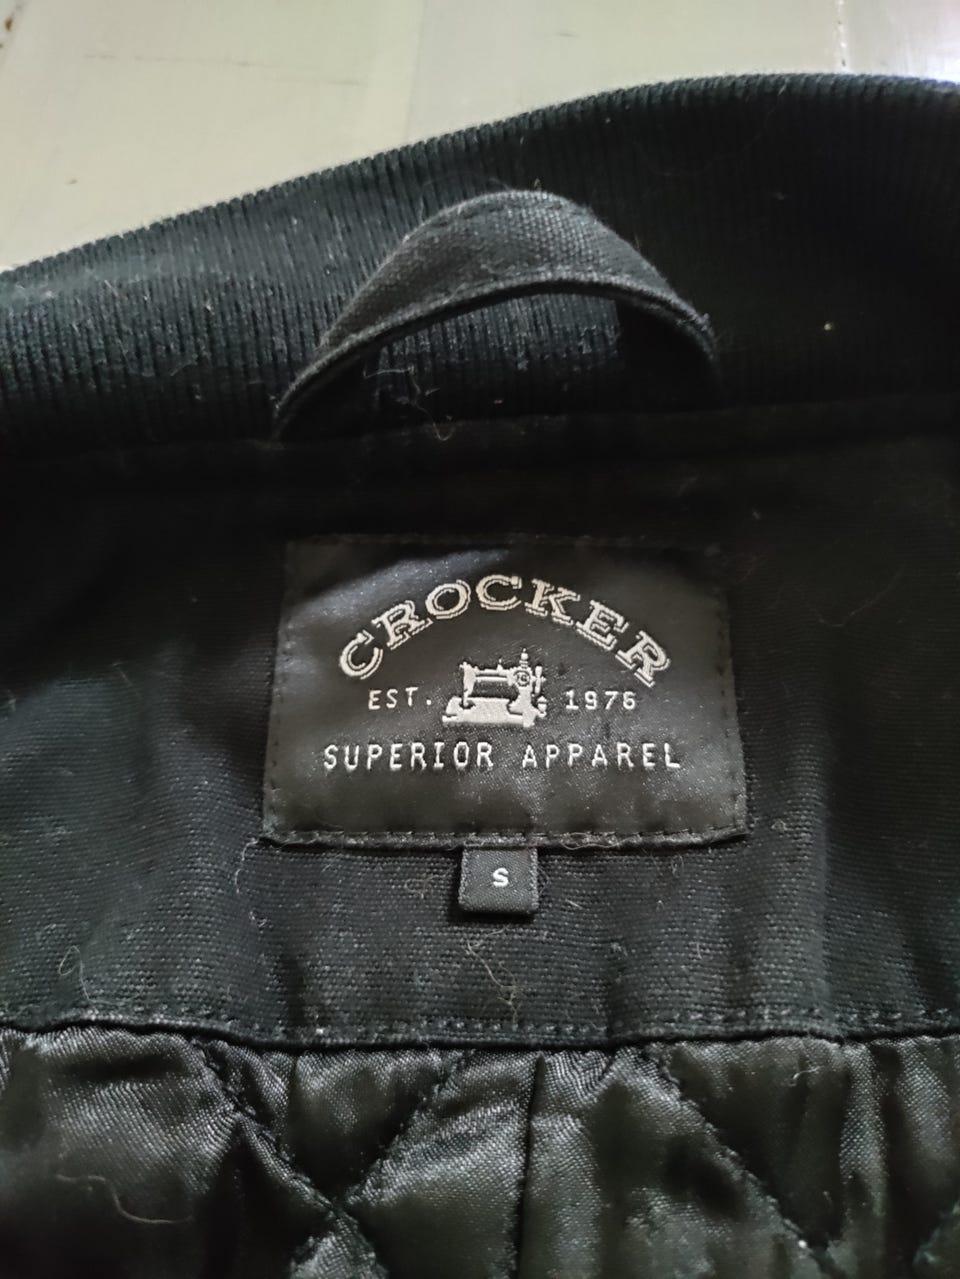 CROCKER
EST. 1976
SUPERIOR APPAREL
S